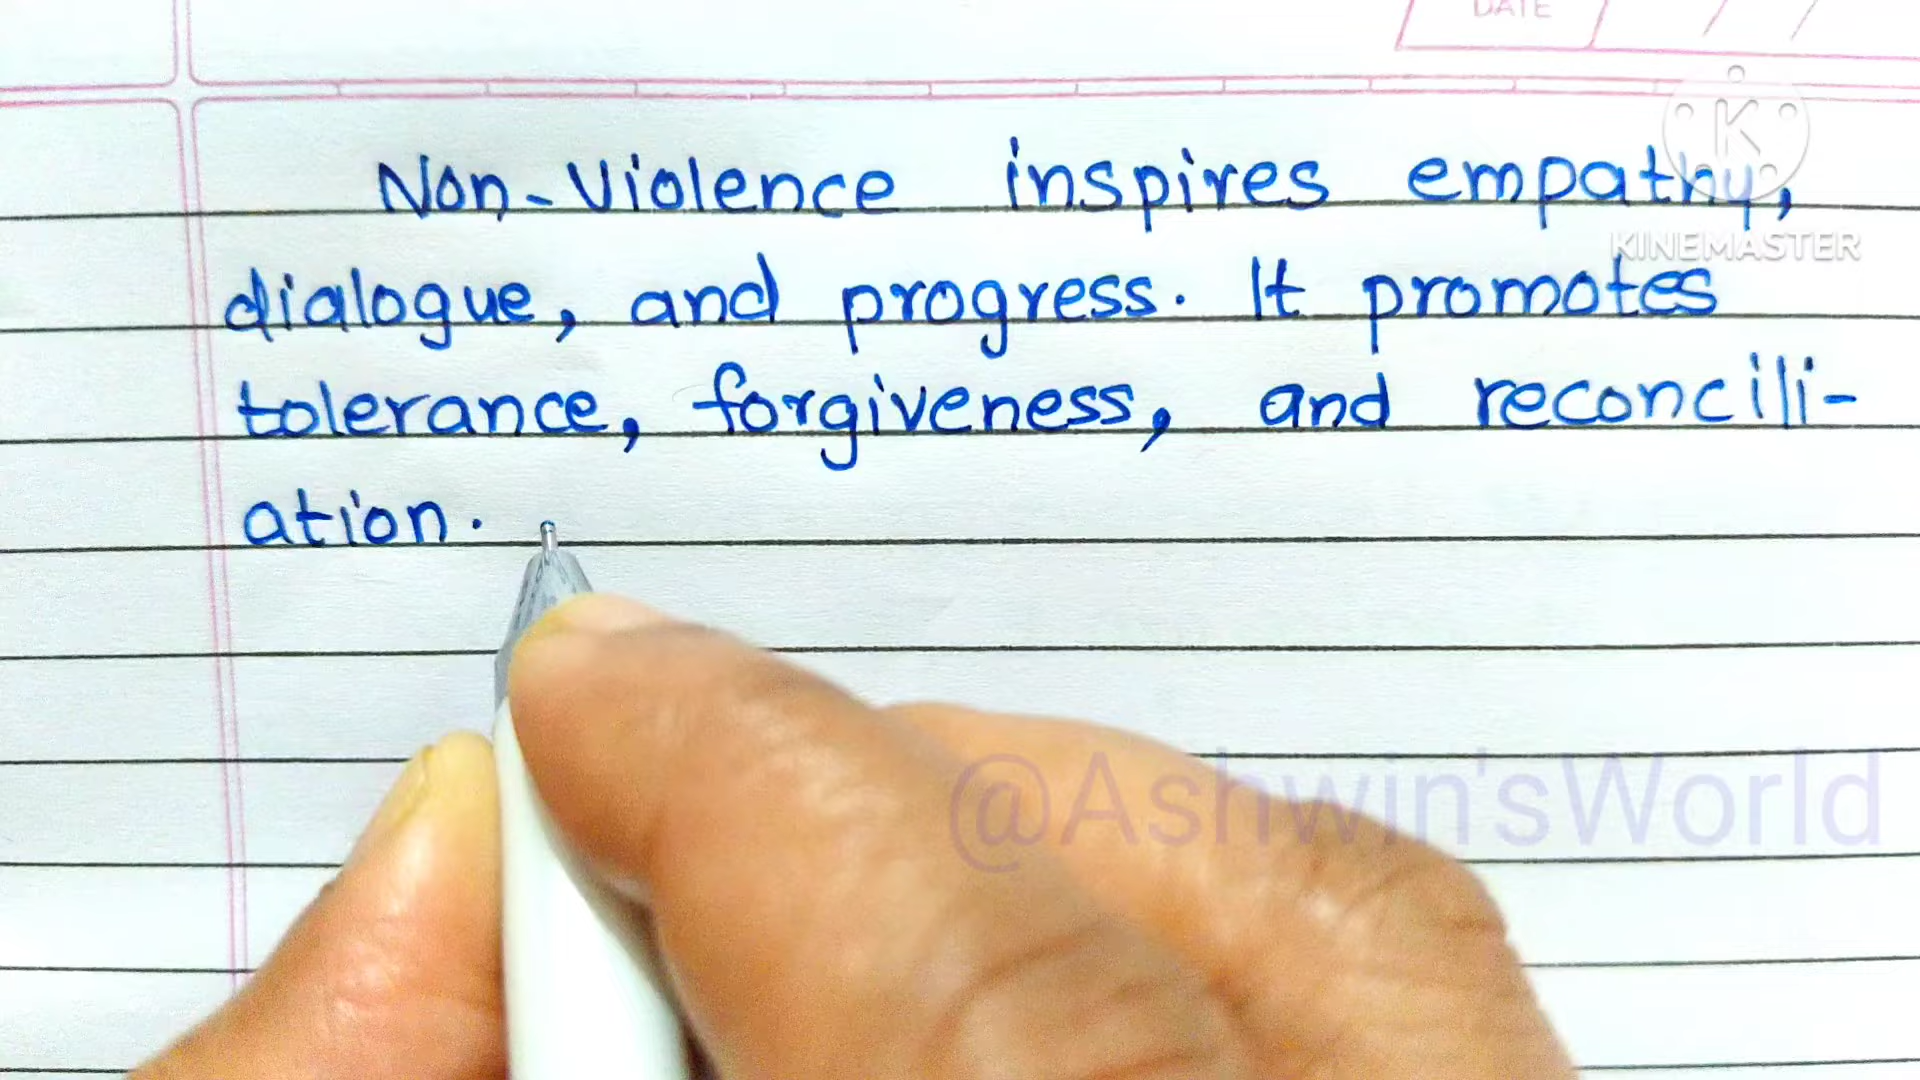 DATE
Non-Violence inspires empathy,
KINEMASTER
dialogue, and progress. It promotes
tolerance, forgiveness, and reconcili-
ation.
@Ashwin'sWorld